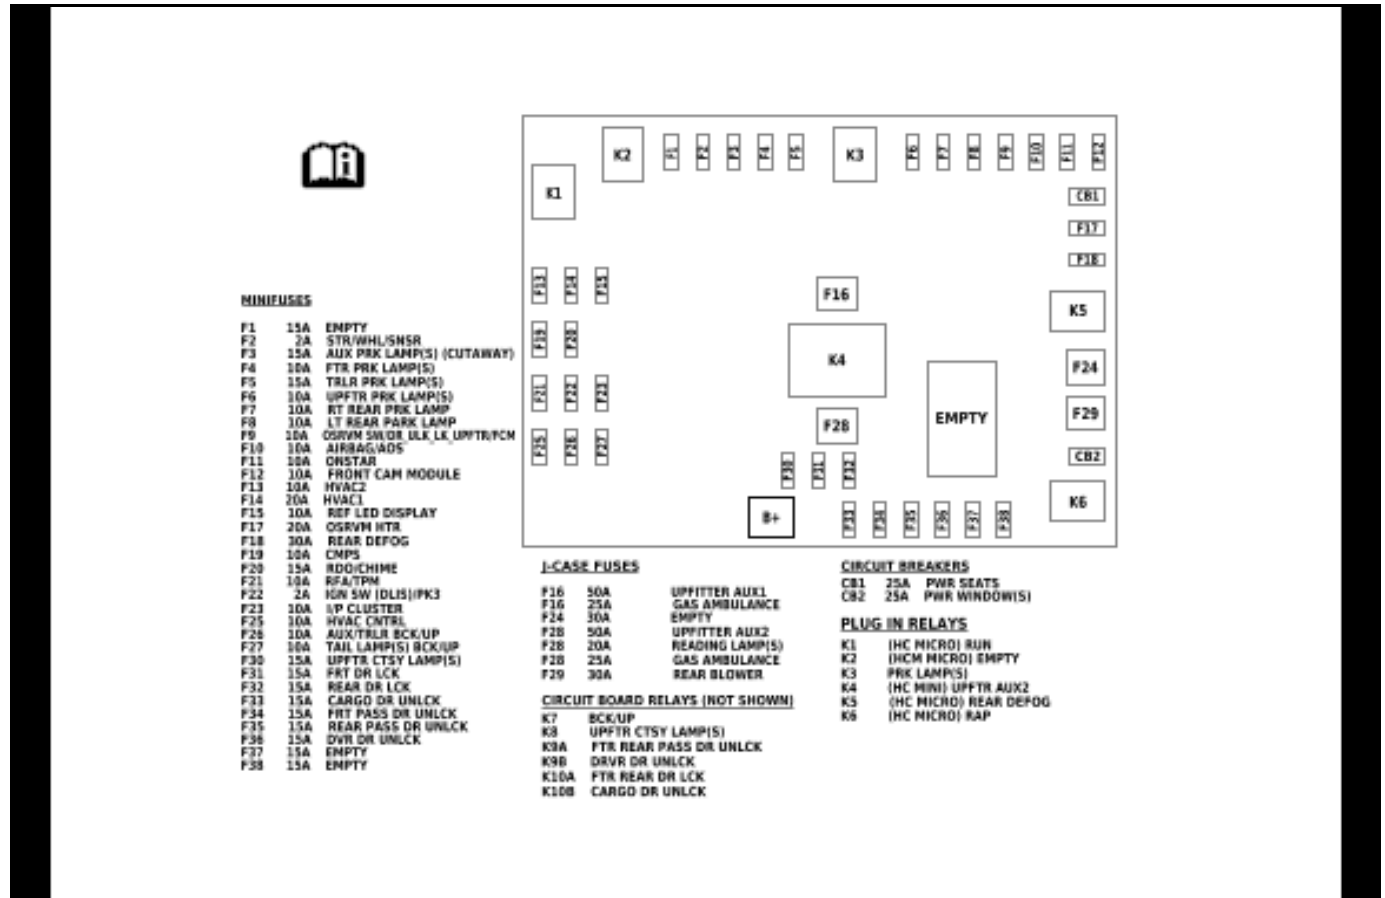 i
K2 F1 F2 F3 F4 F5 K3 F6 F7 F8 F9 F10 F11 F12
K1
CB1
F17
F18
F13 F14 F15
F16
K5
F19 F20
K4
F24
F21 F22 F23
EMPTY
F29
F28
F25 F26 F27
F30 F31 F32
CB2
B+
F33 F34 F35 F36 F37 F38
K6
MINIFUSES
F1 15A EMPTY
F2 2A STR/WHL/SNSR
F3 15A AUX PRK LAMP(S) (CUTAWAY)
F4 10A FTR PRK LAMP(S)
F5 15A TRLR PRK LAMP(S)
F6 10A UPFTR PRK LAMP(S)
F7 10A RT REAR PRK LAMP
F8 10A LT REAR PARK LAMP
F9 10A OSRVM SW/DR_ULK_LK_UPFTR/FCM
F10 10A AIRBAG/AOS
F11 10A ONSTAR
F12 10A FRONT CAM MODULE
F13 10A HVAC2
F14 20A HVAC1
F15 10A REF LED DISPLAY
F17 20A OSRVM HTR
F18 30A REAR DEFOG
F19 10A CMPS
F20 15A RDO/CHIME
F21 10A RFA/TPM
F22 2A IGN SW (DLIS)/PK3
F23 10A I/P CLUSTER
F25 10A HVAC CNTRL
F26 10A AUX/TRLR BCK/UP
F27 10A TAIL LAMP(S) BCK/UP
F30 15A UPFTR CTSY LAMP(S)
F31 15A FRT DR LCK
F32 15A REAR DR LCK
F33 15A CARGO DR UNLCK
F34 15A FRT PASS DR UNLCK
F35 15A REAR PASS DR UNLCK
F36 15A DVR DR UNLCK
F37 15A EMPTY
F38 15A EMPTY
J-CASE FUSES
F16 50A UPFITTER AUX1
F16 25A GAS AMBULANCE
F24 30A EMPTY
F28 50A UPFITTER AUX2
F28 20A READING LAMP(S)
F28 25A GAS AMBULANCE
F29 30A REAR BLOWER
CIRCUIT BOARD RELAYS (NOT SHOWN)
K7 BCK/UP
K8 UPFTR CTSY LAMP(S)
K9A FTR REAR PASS DR UNLCK
K9B DRVR DR UNLCK
K10A FTR REAR DR LCK
K10B CARGO DR UNLCK
CIRCUIT BREAKERS
CB1 25A PWR SEATS
CB2 25A PWR WINDOW(S)
PLUG IN RELAYS
K1 (HC MICRO) RUN
K2 (HCM MICRO) EMPTY
K3 PRK LAMP(S)
K4 (HC MINI) UPFTR AUX2
K5 (HC MICRO) REAR DEFOG
K6 (HC MICRO) RAP